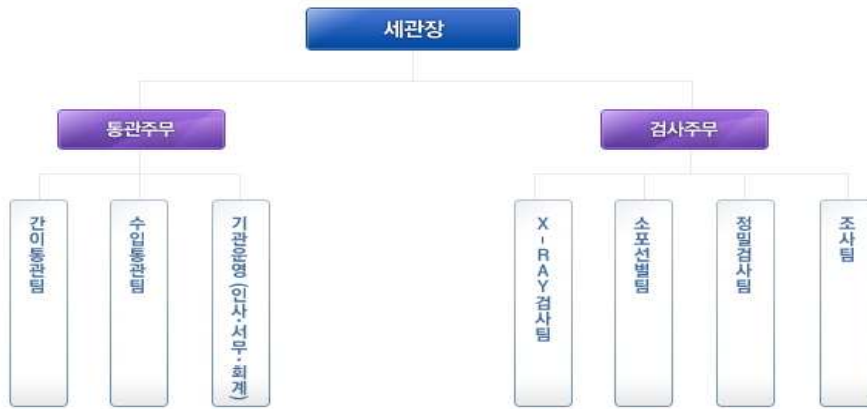 세관장
통관주무
검사주무
간이통관팀
수입통관팀
기관운영 (인사·서무·회계)
X-RAY검사팀
소포선별팀
정밀검사팀
조사팀